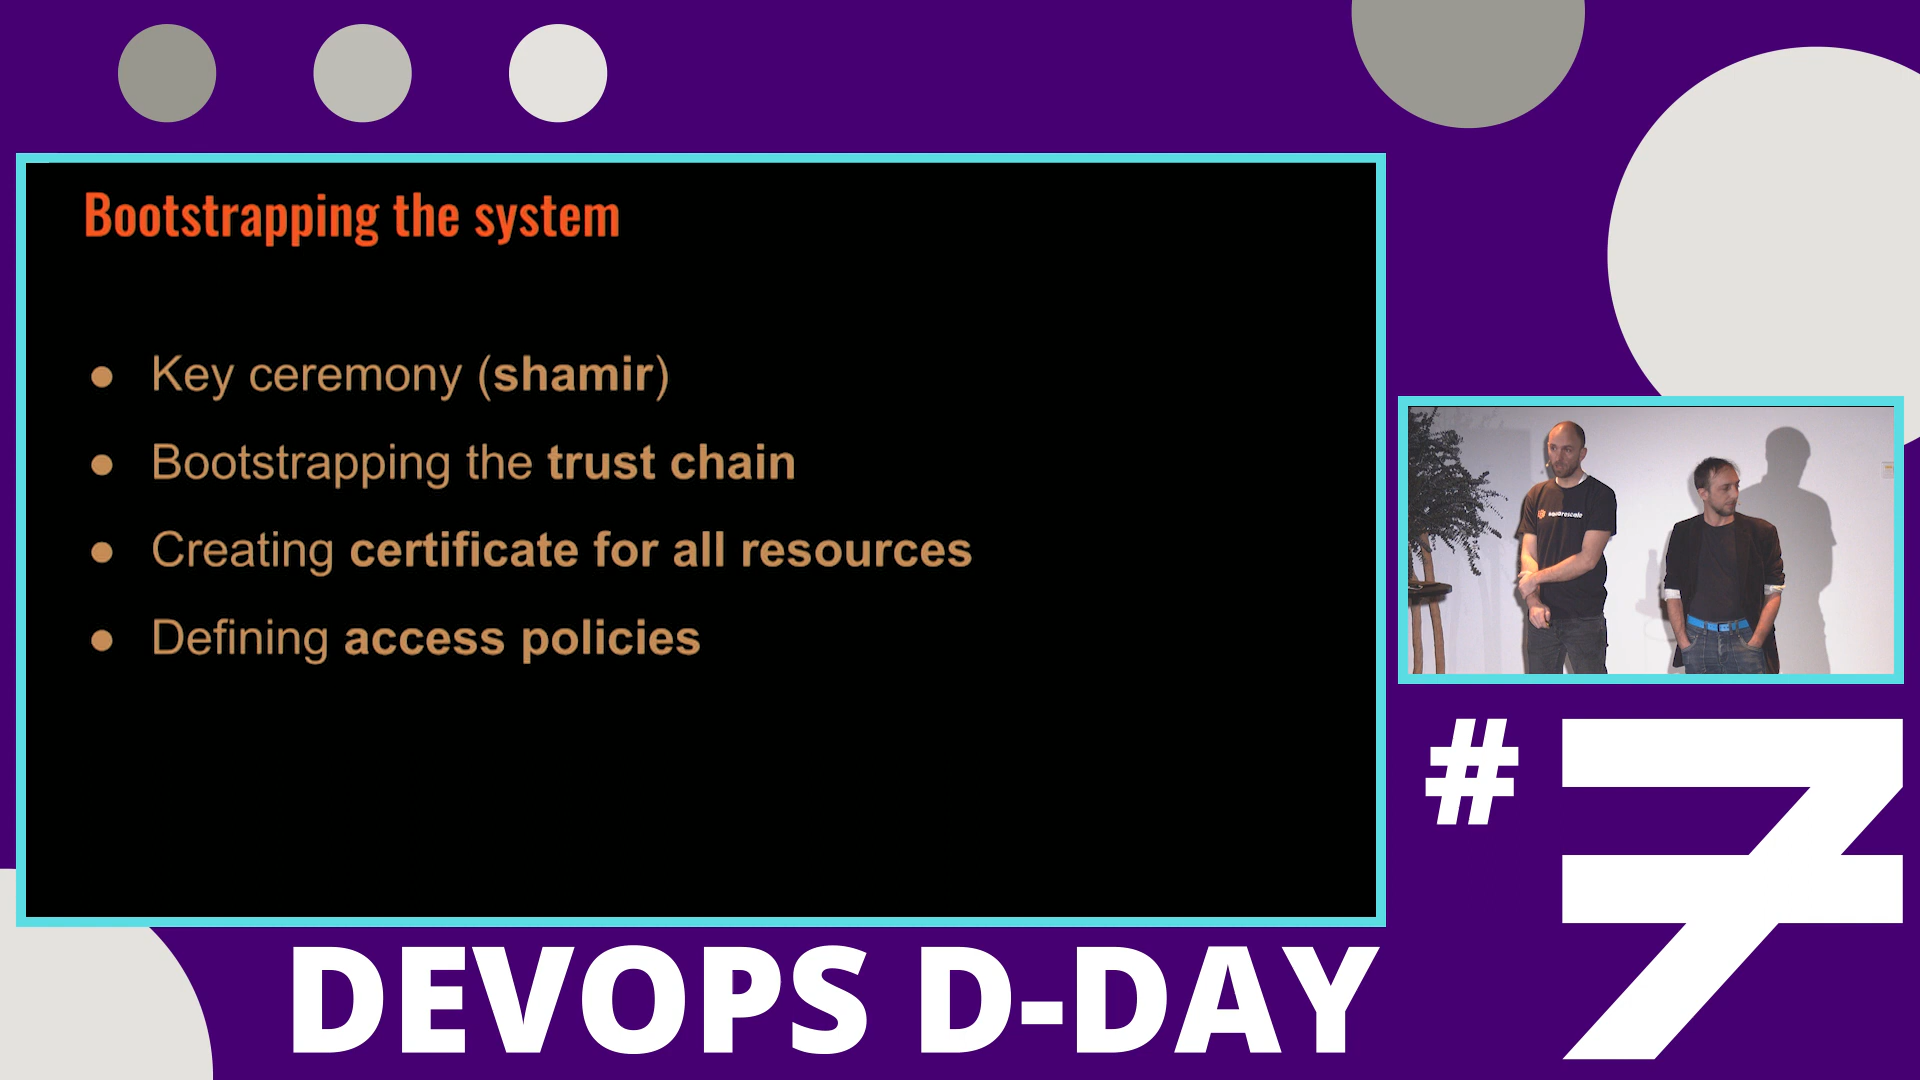 Bootstrapping the system
● Key ceremony (shamir)
● Bootstrapping the trust chain
● Creating certificate for all resources
● Defining access policies
#7
DEVOPS D-DAY